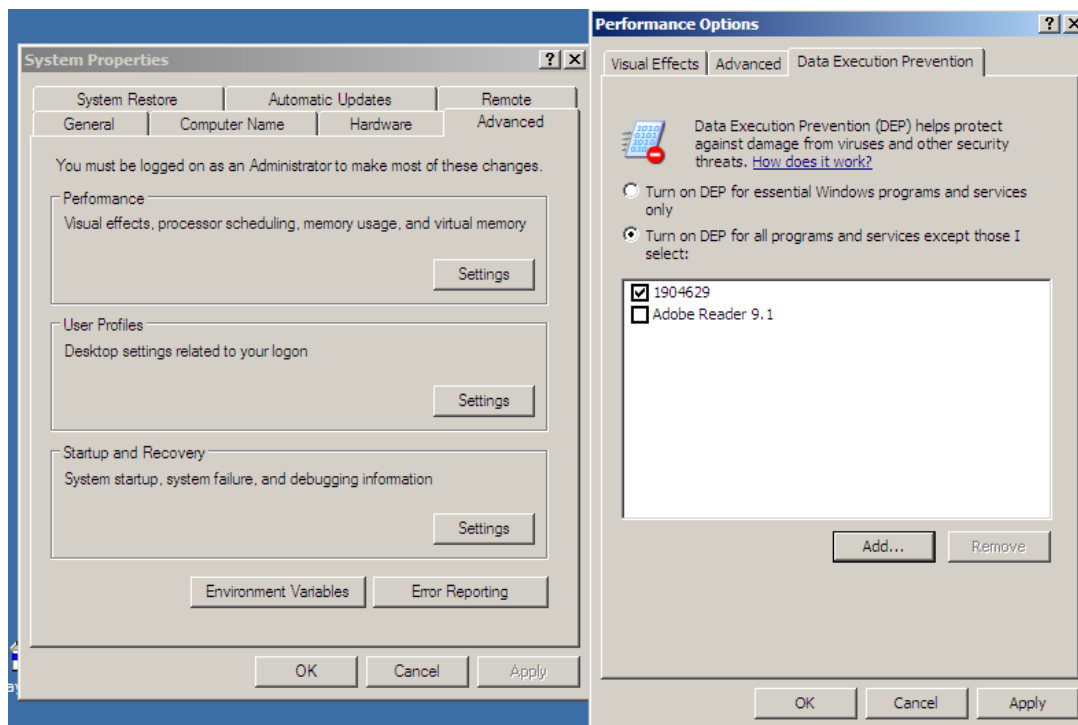 System Properties
System Restore
Automatic Updates
Remote
General
Computer Name
Hardware
Advanced
You must be logged on as an Administrator to make most of these changes.
Performance
Visual effects, processor scheduling, memory usage, and virtual memory
Settings
User Profiles
Desktop settings related to your logon
Settings
Startup and Recovery
System startup, system failure, and debugging information
Settings
Environment Variables
Error Reporting
OK
Cancel
Apply
Performance Options
Visual Effects
Advanced
Data Execution Prevention
Data Execution Prevention (DEP) helps protect
against damage from viruses and other security
threats. How does it work?
Turn on DEP for essential Windows programs and services
only
Turn on DEP for all programs and services except those I
select:
1904629
Adobe Reader 9.1
Add...
Remove
OK
Cancel
Apply